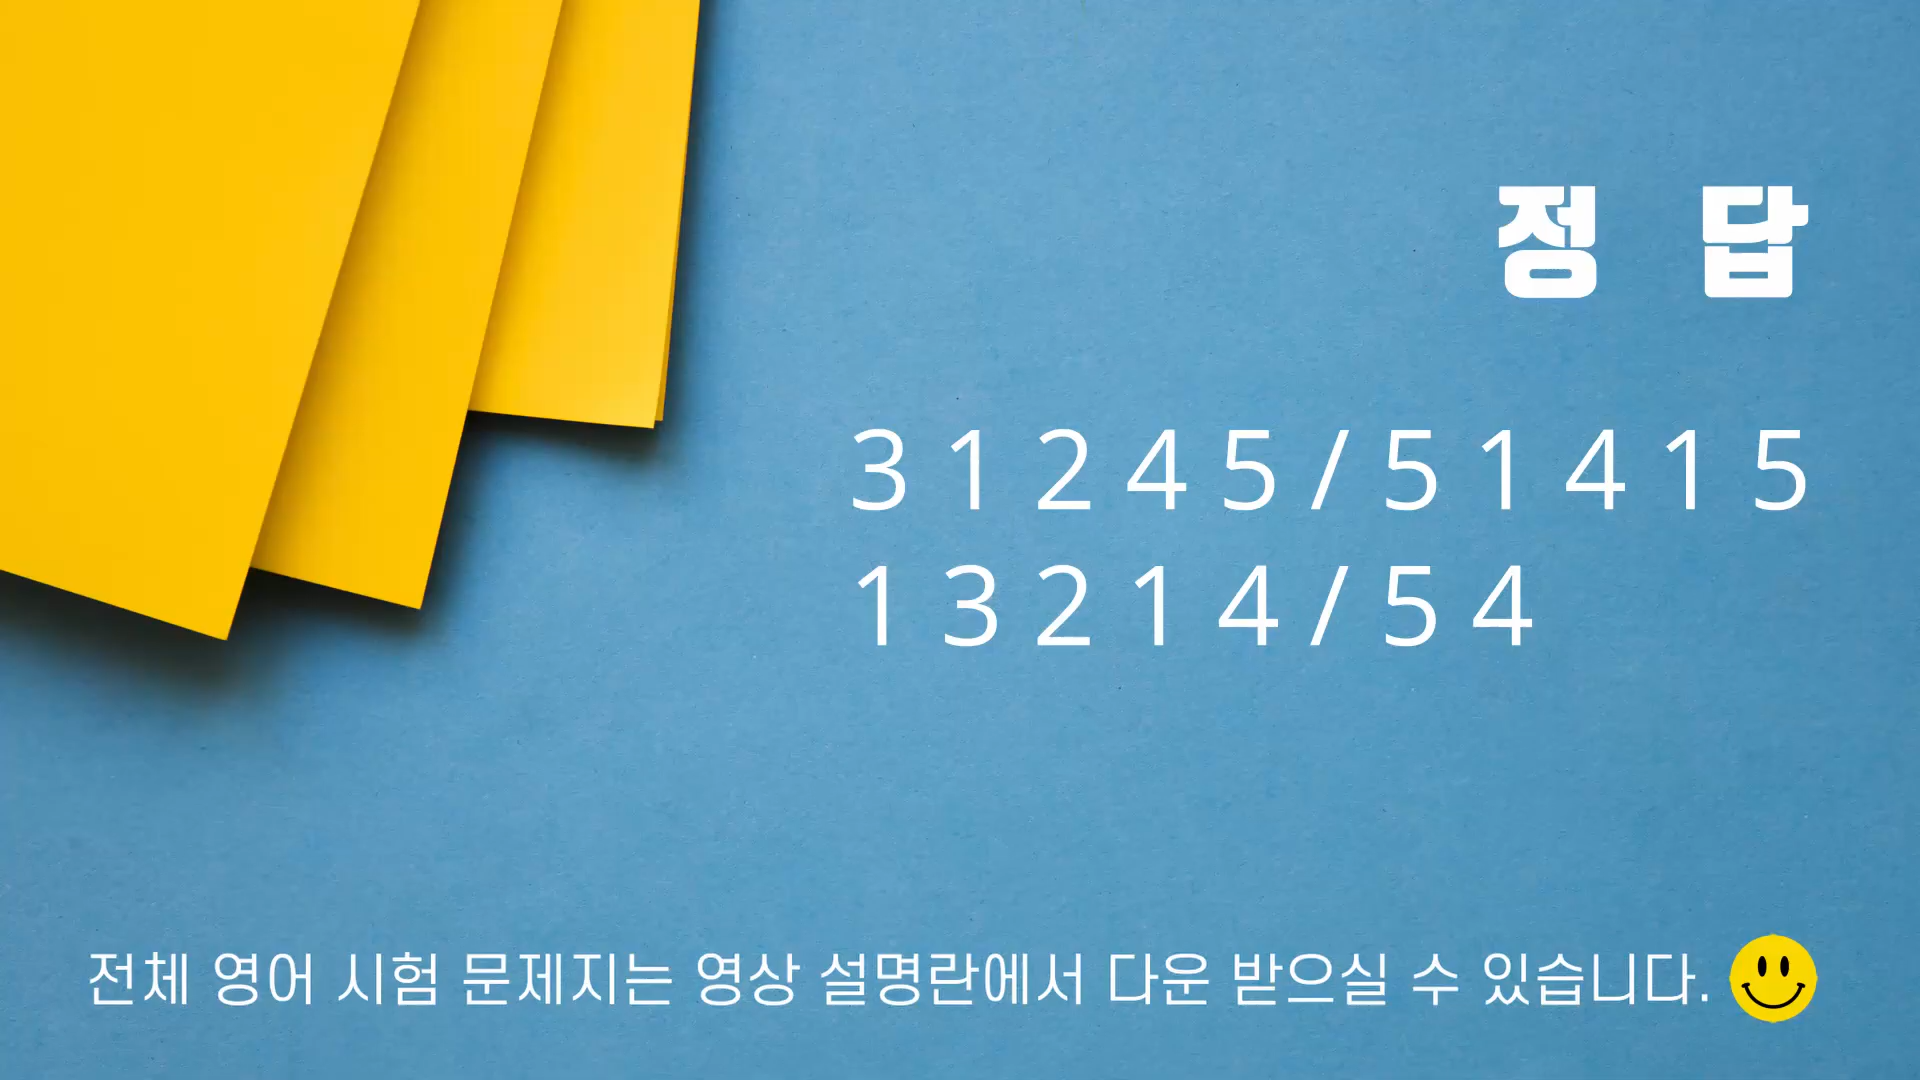 정 답
3 1 2 4 5 / 5 1 4 1 5
1 3 2 1 4 / 5 4
전체 영어 시험 문제지는 영상 설명란에서 다운 받으실 수 있습니다.